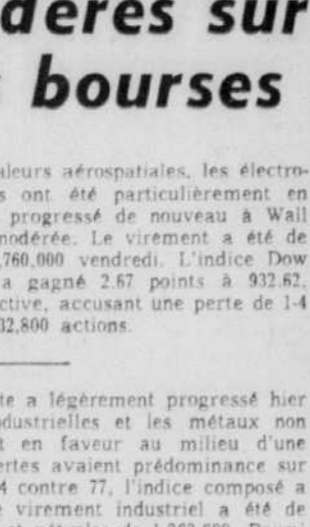 dérés sur
bourses
aleurs aérospatiales, les électro-
s ont été particulièrement en
progressé de nouveau à Wall
modérée. Le virement a été de
,760,000 vendredi. L'indice Dow
a gagné 2.67 points à 932.62.
ctive, accusant une perte de 1-4
32,800 actions.
te a légèrement progressé hier
dustrielles et les métaux non
t en faveur au milieu d'une
ertes avaient prédominance sur
4 contre 77, l'indice composé a
e virement industriel a été de